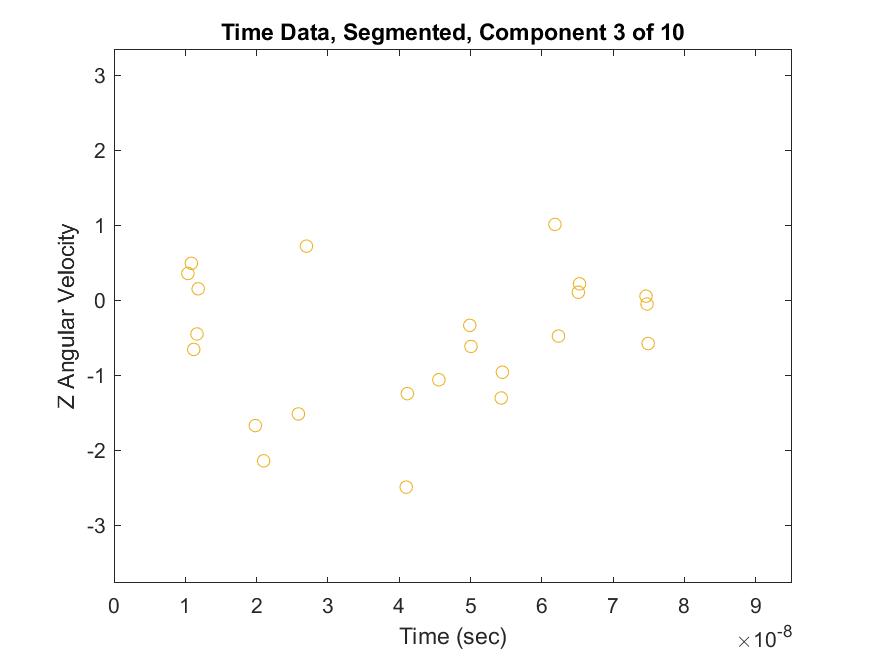 Time Data, Segmented, Component 3 of 10
3
2
1
0
-1
-2
-3
Z Angular Velocity
0 1 2 3 4 5 6 7 8 9
Time (sec)
×10-8